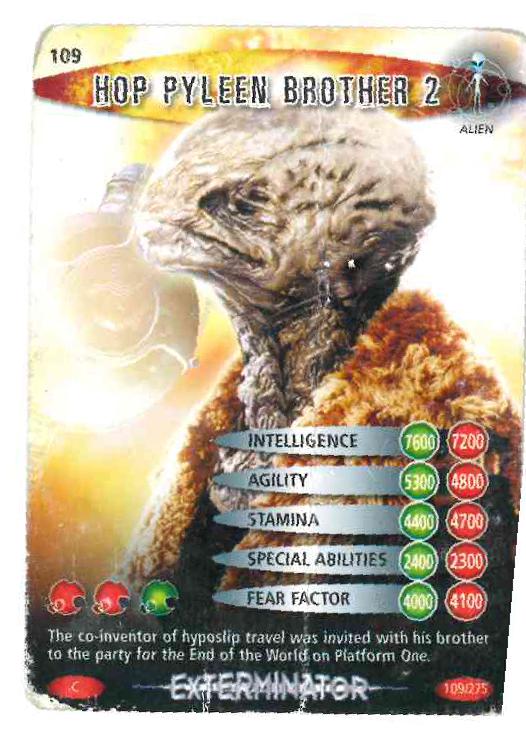 109
HOP PYLEEN BROTHER 2
ALIEN
INTELLIGENCE 7600 7200
AGILITY 5300 4800
STAMINA 4400 4700
SPECIAL ABILITIES 2400 2300
FEAR FACTOR 4000 4100
The co-inventor of hyposlip travel was invited with his brother
to the party for the End of the World on Platform One.
C EXTERMINATOR 109/275